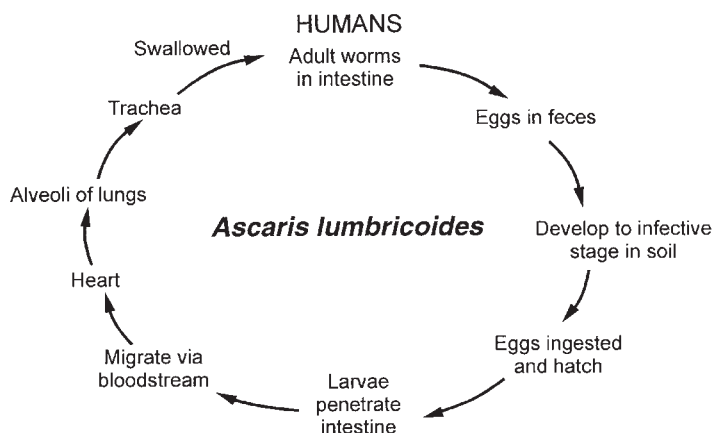 HUMANS
Adult worms
in intestine
Eggs in feces
Develop to infective
stage in soil
Eggs ingested
and hatch
Larvae
penetrate
intestine
Migrate via
bloodstream
Heart
Alveoli of lungs
Trachea
Swallowed
Ascaris lumbricoides